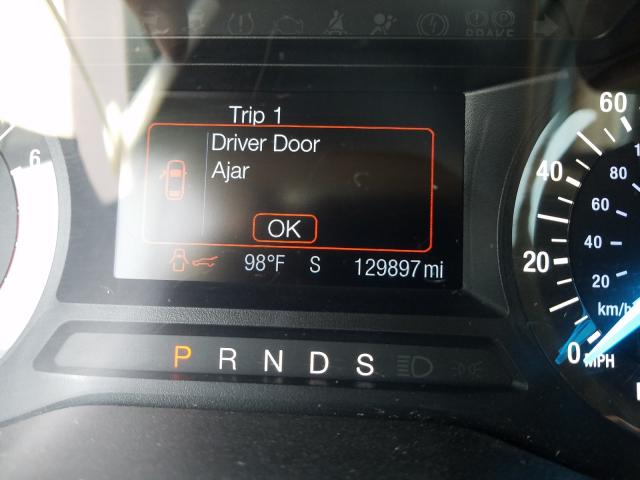 BRAKE
Trip 1
Driver Door
Ajar
OK
98°F S 129897 mi
P R N D S
6
60
40
20
0
MPH
80
60
40
20
km/h